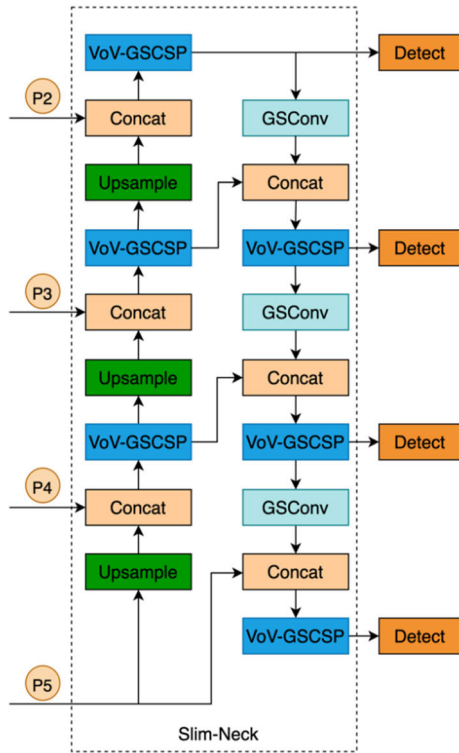 VoV-GSCSP Detect
P2
Concat GSConv
Upsample Concat
VoV-GSCSP VoV-GSCSP Detect
P3
Concat GSConv
Upsample Concat
VoV-GSCSP VoV-GSCSP Detect
P4
Concat GSConv
Upsample Concat
VoV-GSCSP Detect
P5
Slim-Neck